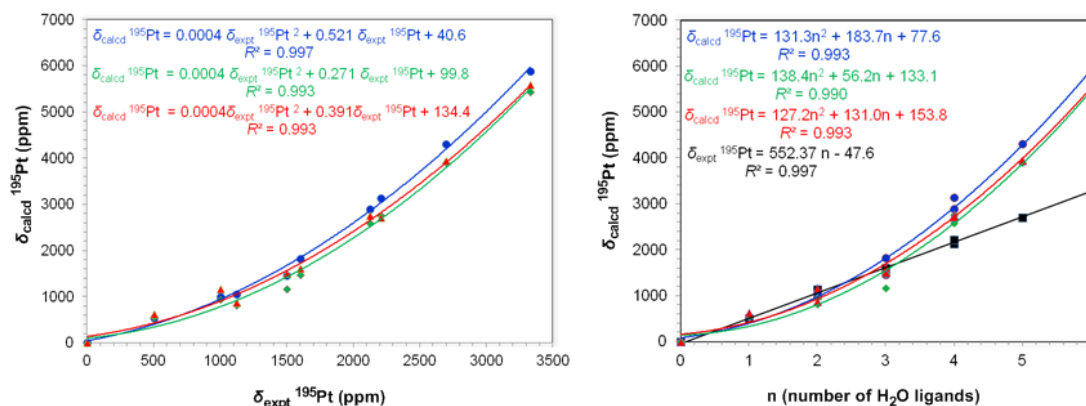 7000
6000
5000
4000
3000
2000
1000
0
δcalcd ¹⁹⁵Pt = 0.0004 δexpt ¹⁹⁵Pt ² + 0.521 δexpt ¹⁹⁵Pt + 40.6
R² = 0.997
δcalcd ¹⁹⁵Pt = 0.0004 δexpt ¹⁹⁵Pt ² + 0.271 δexpt ¹⁹⁵Pt + 99.8
R² = 0.993
δcalcd ¹⁹⁵Pt = 0.0004δexpt ¹⁹⁵Pt ² + 0.391δexpt ¹⁹⁵Pt + 134.4
R² = 0.993
δcalcd ¹⁹⁵Pt (ppm)
0 500 1000 1500 2000 2500 3000 3500
δexpt ¹⁹⁵Pt (ppm)
7000
6000
5000
4000
3000
2000
1000
0
δcalcd ¹⁹⁵Pt = 131.3n² + 183.7n + 77.6
R² = 0.993
δcalcd ¹⁹⁵Pt = 138.4n² + 56.2n + 133.1
R² = 0.990
δcalcd ¹⁹⁵Pt = 127.2n² + 131.0n + 153.8
R² = 0.993
δexpt ¹⁹⁵Pt = 552.37 n - 47.6
R² = 0.997
δcalcd ¹⁹⁵Pt (ppm)
0 1 2 3 4 5
n (number of H₂O ligands)